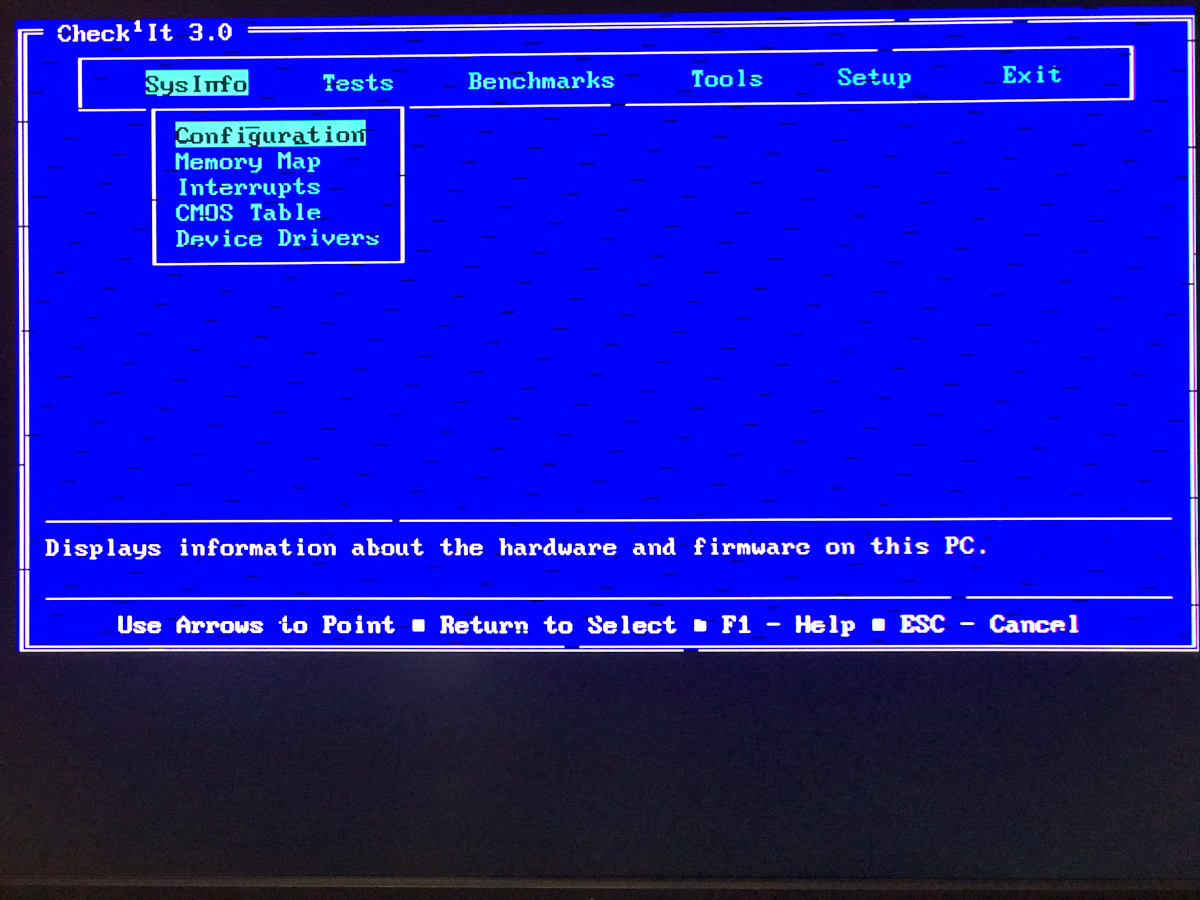 Check¹It 3.0
SysInfo Tests Benchmarks Tools Setup Exit
Configuration
Memory Map
Interrupts
CMOS Table
Device Drivers
Displays information about the hardware and firmware on this PC.
Use Arrows to Point ■ Return to Select ■ F1 - Help ■ ESC - Cancel